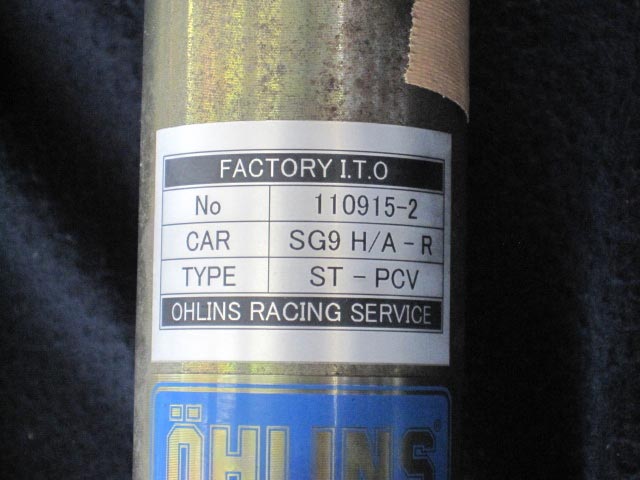 FACTORY I.T.O
No 110915-2
CAR SG9 H/A - R
TYPE ST - PCV
OHLINS RACING SERVICE
ÖHLINS®